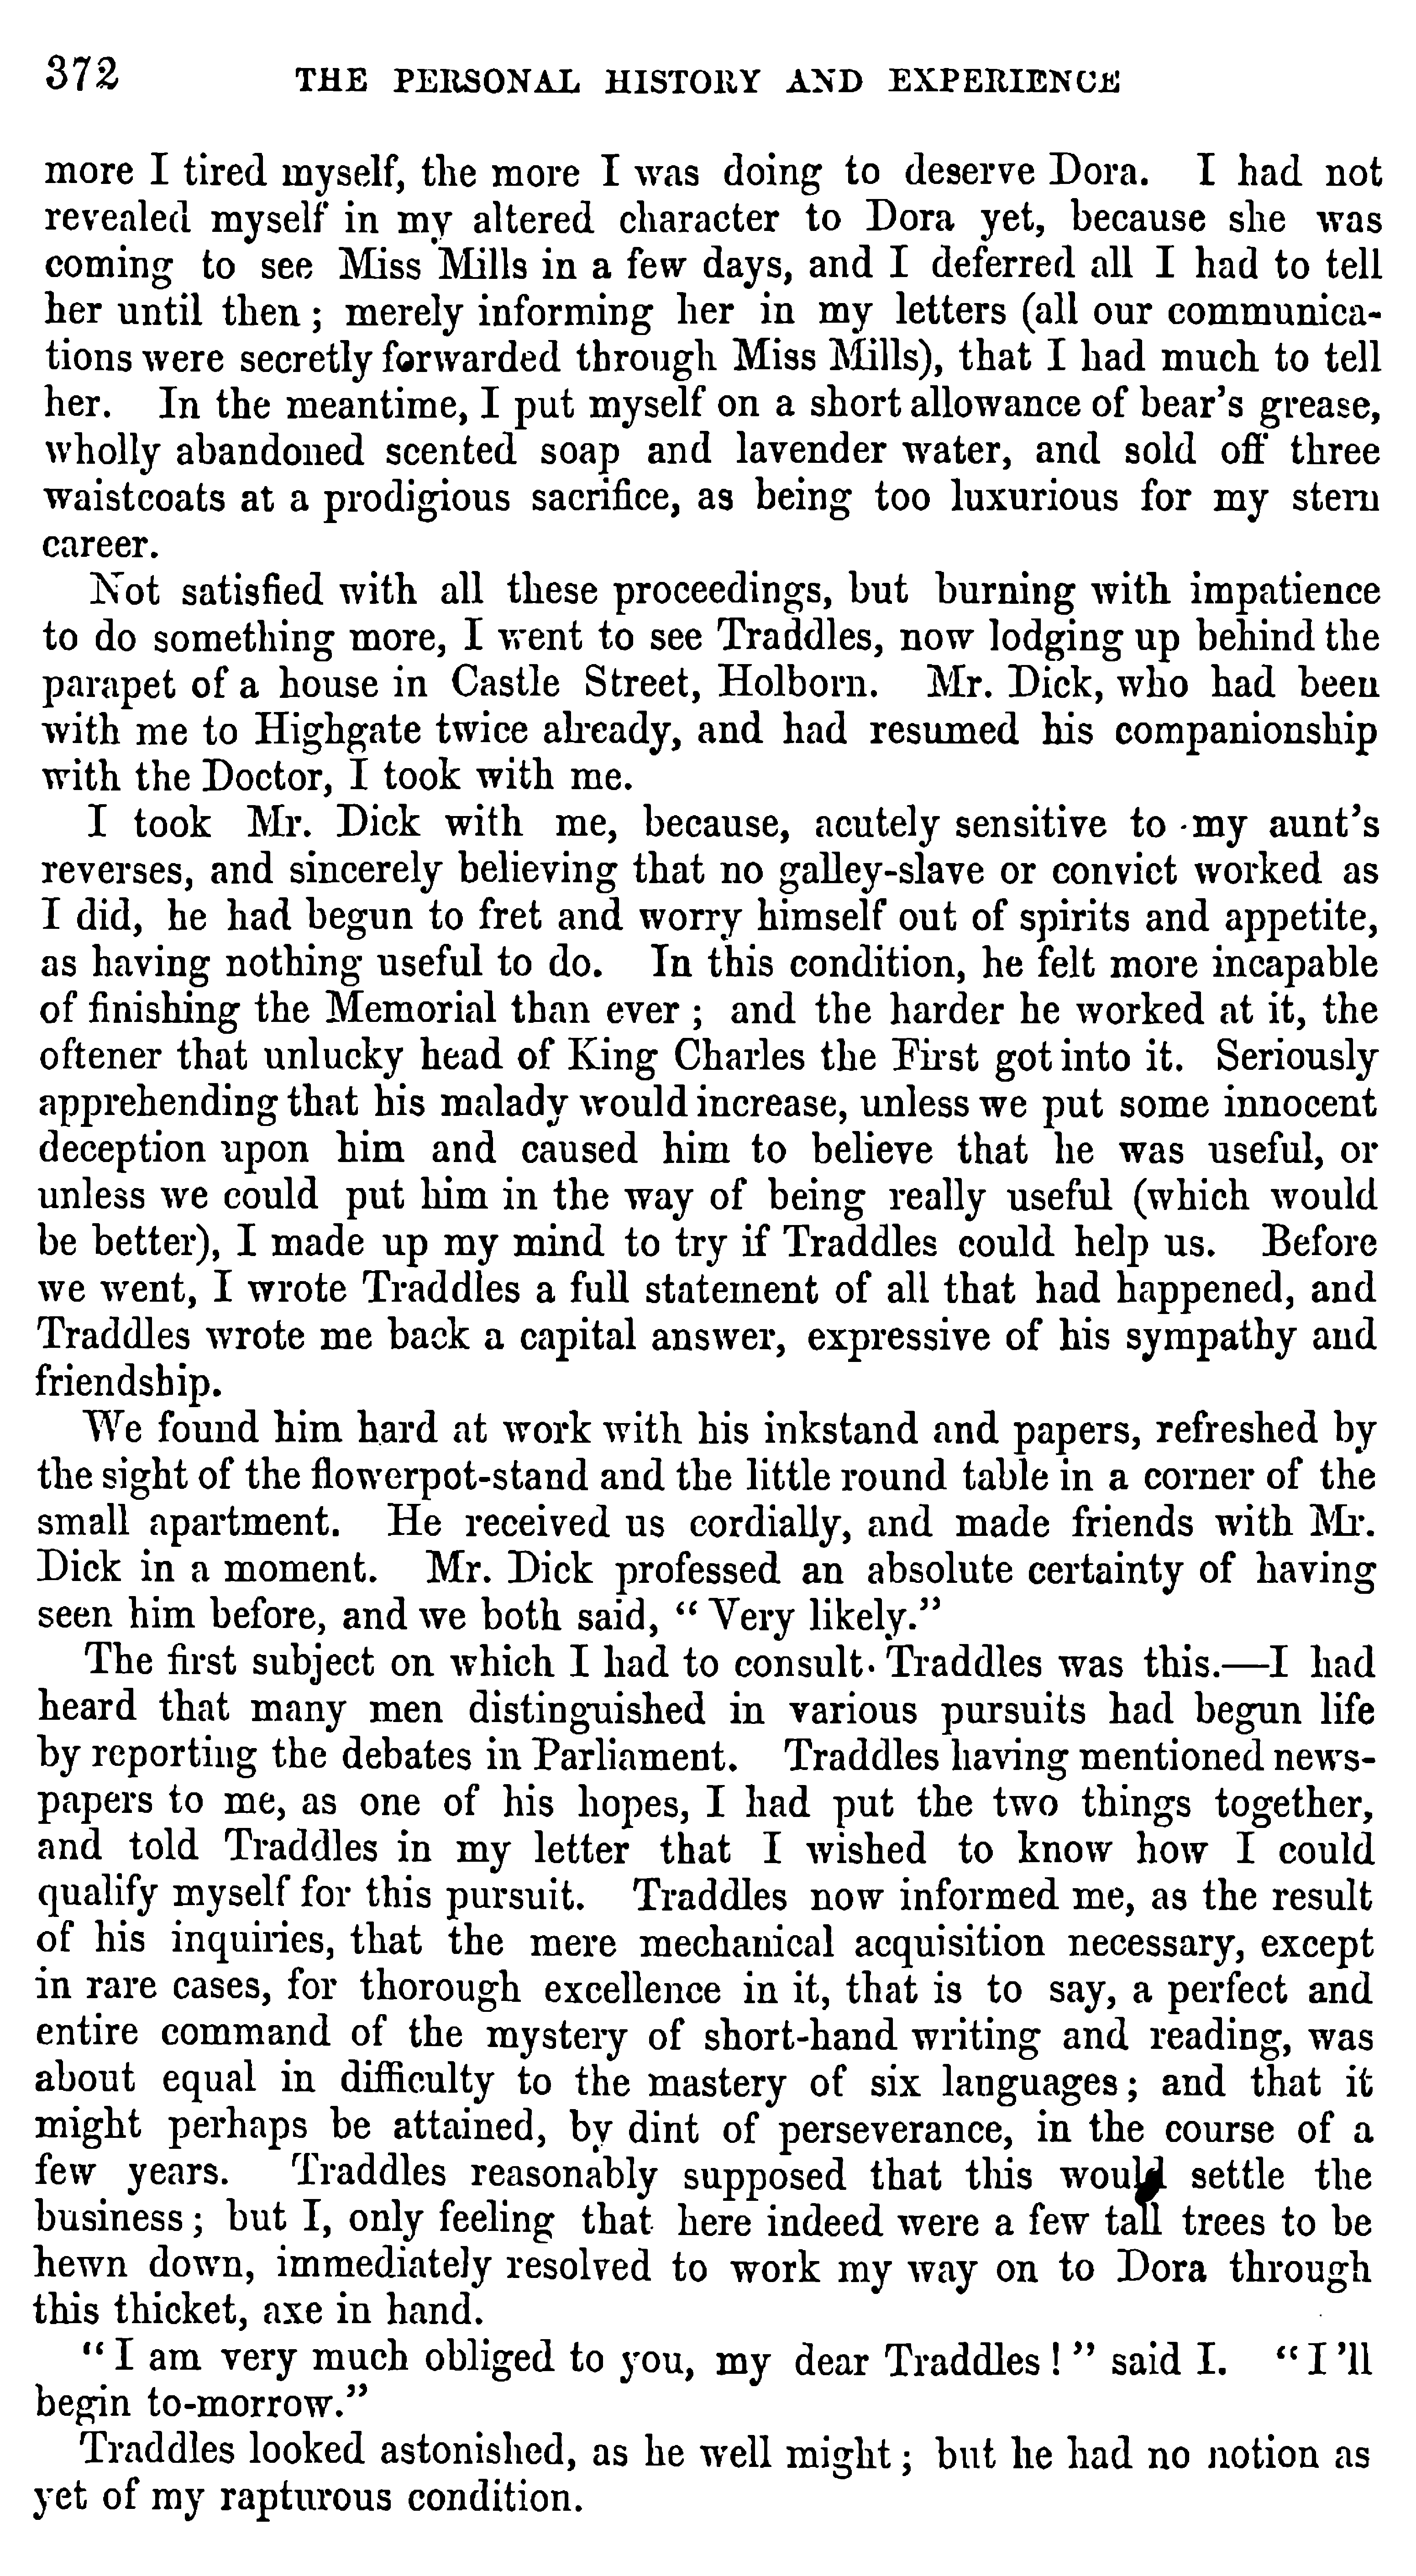 372 THE PERSONAL HISTORY AND EXPERIENCE
more I tired myself, the more I was doing to deserve Dora. I had not
revealed myself in my altered character to Dora yet, because she was
coming to see Miss Mills in a few days, and I deferred all I had to tell
her until then; merely informing her in my letters (all our communica-
tions were secretly forwarded through Miss Mills), that I had much to tell
her. In the meantime, I put myself on a short allowance of bear's grease,
wholly abandoned scented soap and lavender water, and sold off three
waistcoats at a prodigious sacrifice, as being too luxurious for my stern
career.
Not satisfied with all these proceedings, but burning with impatience
to do something more, I went to see Traddles, now lodging up behind the
parapet of a house in Castle Street, Holborn. Mr. Dick, who had been
with me to Highgate twice already, and had resumed his companionship
with the Doctor, I took with me.
I took Mr. Dick with me, because, acutely sensitive to my aunt's
reverses, and sincerely believing that no galley-slave or convict worked as
I did, he had begun to fret and worry himself out of spirits and appetite,
as having nothing useful to do. In this condition, he felt more incapable
of finishing the Memorial than ever; and the harder he worked at it, the
oftener that unlucky head of King Charles the First got into it. Seriously
apprehending that his malady would increase, unless we put some innocent
deception upon him and caused him to believe that he was useful, or
unless we could put him in the way of being really useful (which would
be better), I made up my mind to try if Traddles could help us. Before
we went, I wrote Traddles a full statement of all that had happened, and
Traddles wrote me back a capital answer, expressive of his sympathy and
friendship.
We found him hard at work with his inkstand and papers, refreshed by
the sight of the flowerpot-stand and the little round table in a corner of the
small apartment. He received us cordially, and made friends with Mr.
Dick in a moment. Mr. Dick professed an absolute certainty of having
seen him before, and we both said, "Very likely."
The first subject on which I had to consult Traddles was this.—I had
heard that many men distinguished in various pursuits had begun life
by reporting the debates in Parliament. Traddles having mentioned news-
papers to me, as one of his hopes, I had put the two things together,
and told Traddles in my letter that I wished to know how I could
qualify myself for this pursuit. Traddles now informed me, as the result
of his inquiries, that the mere mechanical acquisition necessary, except
in rare cases, for thorough excellence in it, that is to say, a perfect and
entire command of the mystery of short-hand writing and reading, was
about equal in difficulty to the mastery of six languages; and that it
might perhaps be attained, by dint of perseverance, in the course of a
few years. Traddles reasonably supposed that this would settle the
business; but I, only feeling that here indeed were a few tall trees to be
hewn down, immediately resolved to work my way on to Dora through
this thicket, axe in hand.
"I am very much obliged to you, my dear Traddles!" said I. "I'll
begin to-morrow."
Traddles looked astonished, as he well might; but he had no notion as
yet of my rapturous condition.